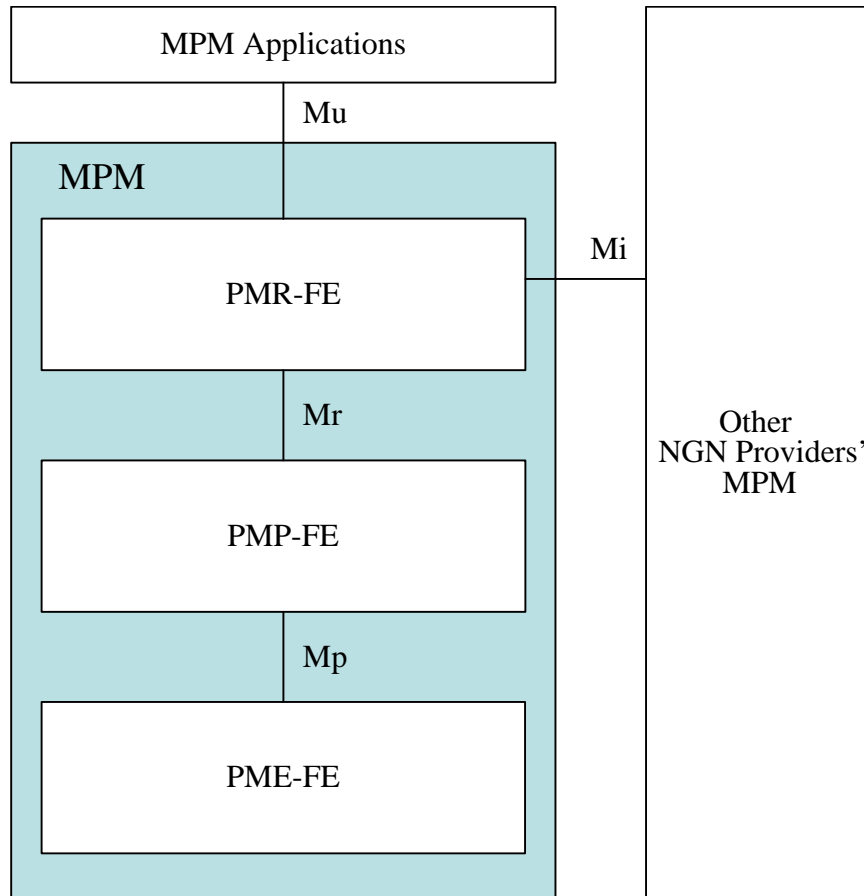 MPM Applications
Mu
MPM
PMR-FE
Mi
Mr
Other
NGN Providers’
MPM
PMP-FE
Mp
PME-FE